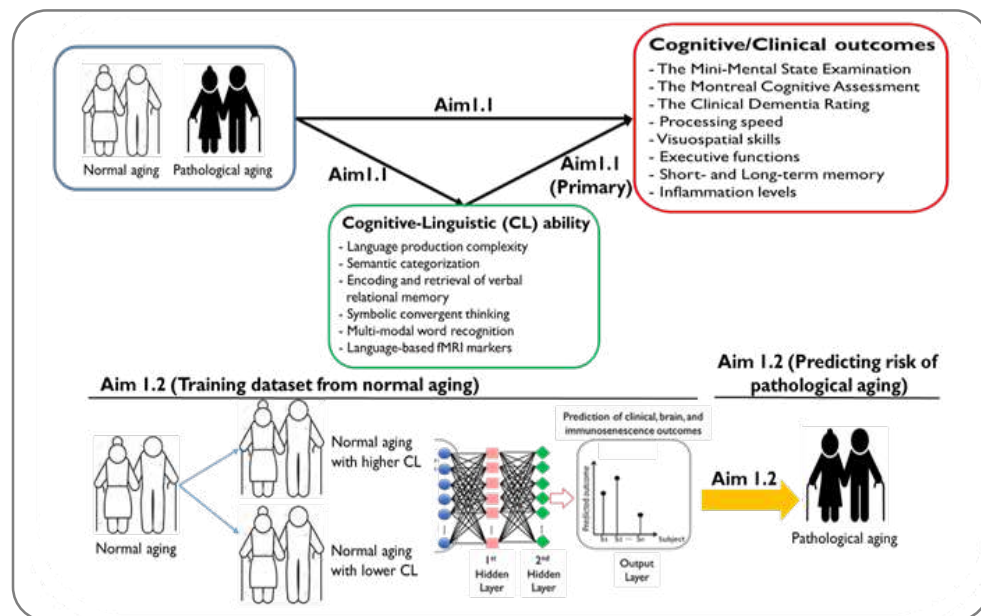 Normal aging
Pathological aging
Aim1.1
Aim1.1
Aim1.1
(Primary)
Cognitive/Clinical outcomes
- The Mini-Mental State Examination
- The Montreal Cognitive Assessment
- The Clinical Dementia Rating
- Processing speed
- Visuospatial skills
- Executive functions
- Short- and Long-term memory
- Inflammation levels
Cognitive-Linguistic (CL) ability
- Language production complexity
- Semantic categorization
- Encoding and retrieval of verbal
relational memory
- Symbolic convergent thinking
- Multi-modal word recognition
- Language-based fMRI markers
Aim 1.2 (Training dataset from normal aging)
Normal aging
Normal aging
with higher CL
Normal aging
with lower CL
1st
Hidden
Layer
2nd
Hidden
Layer
Prediction of clinical, brain, and
immunosenescence outcomes
Predicted outcome
S1 S2 ... Sn
Subject
Output
Layer
Aim 1.2 (Predicting risk of
pathological aging)
Aim 1.2
Pathological aging